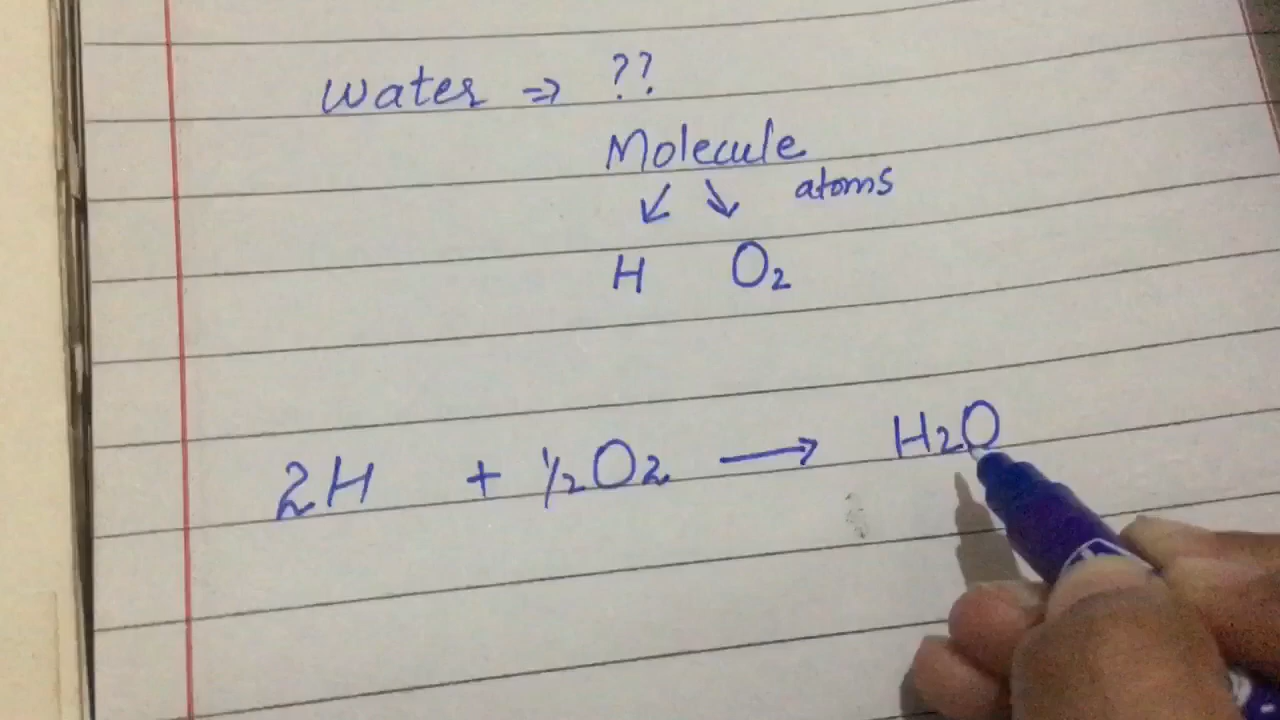 Water ⇒ ??
Molecule
↙ ↘ atoms
H O₂
2H + ½O₂ → H₂O